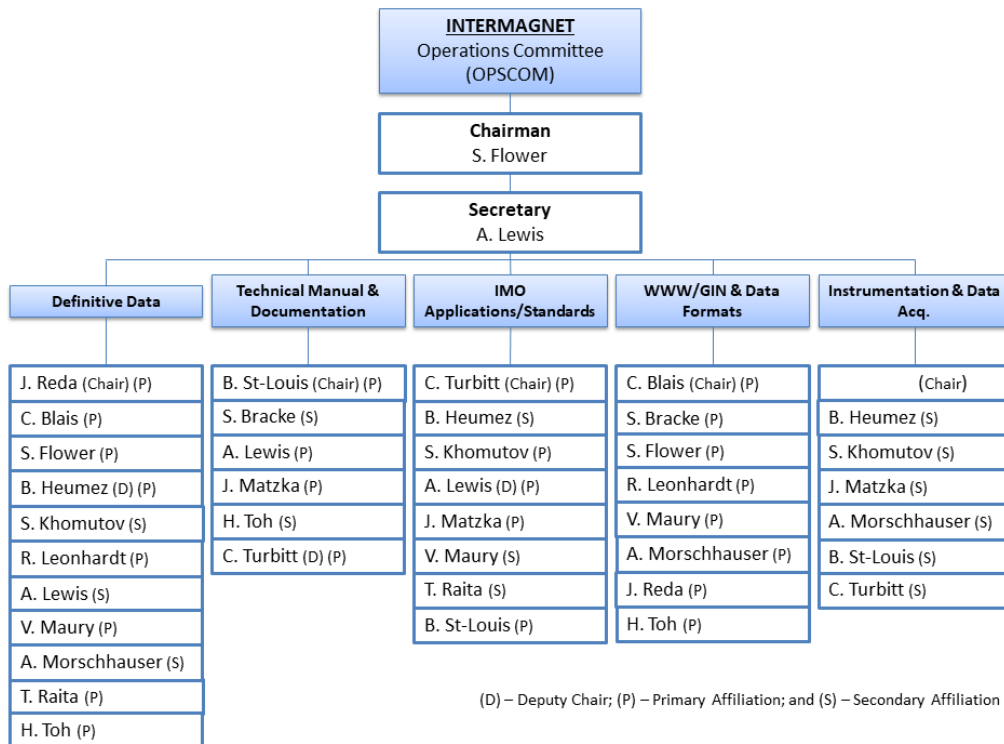 INTERMAGNET
Operations Committee
(OPSCOM)
Chairman
S. Flower
Secretary
A. Lewis
Definitive Data
J. Reda (Chair) (P)
C. Blais (P)
S. Flower (P)
B. Heumez (D) (P)
S. Khomutov (S)
R. Leonhardt (P)
A. Lewis (S)
V. Maury (P)
A. Morschhauser (S)
T. Raita (P)
H. Toh (P)
Technical Manual &
Documentation
B. St-Louis (Chair) (P)
S. Bracke (S)
A. Lewis (P)
J. Matzka (P)
H. Toh (S)
C. Turbitt (D) (P)
IMO
Applications/Standards
C. Turbitt (Chair) (P)
B. Heumez (S)
S. Khomutov (P)
A. Lewis (D) (P)
J. Matzka (P)
V. Maury (S)
T. Raita (S)
B. St-Louis (P)
WWW/GIN & Data
Formats
C. Blais (Chair) (P)
S. Bracke (P)
S. Flower (P)
R. Leonhardt (P)
V. Maury (P)
A. Morschhauser (P)
J. Reda (P)
H. Toh (P)
Instrumentation & Data
Acq.
(Chair)
B. Heumez (S)
S. Khomutov (S)
J. Matzka (S)
A. Morschhauser (S)
B. St-Louis (S)
C. Turbitt (S)
(D) – Deputy Chair; (P) – Primary Affiliation; and (S) – Secondary Affiliation